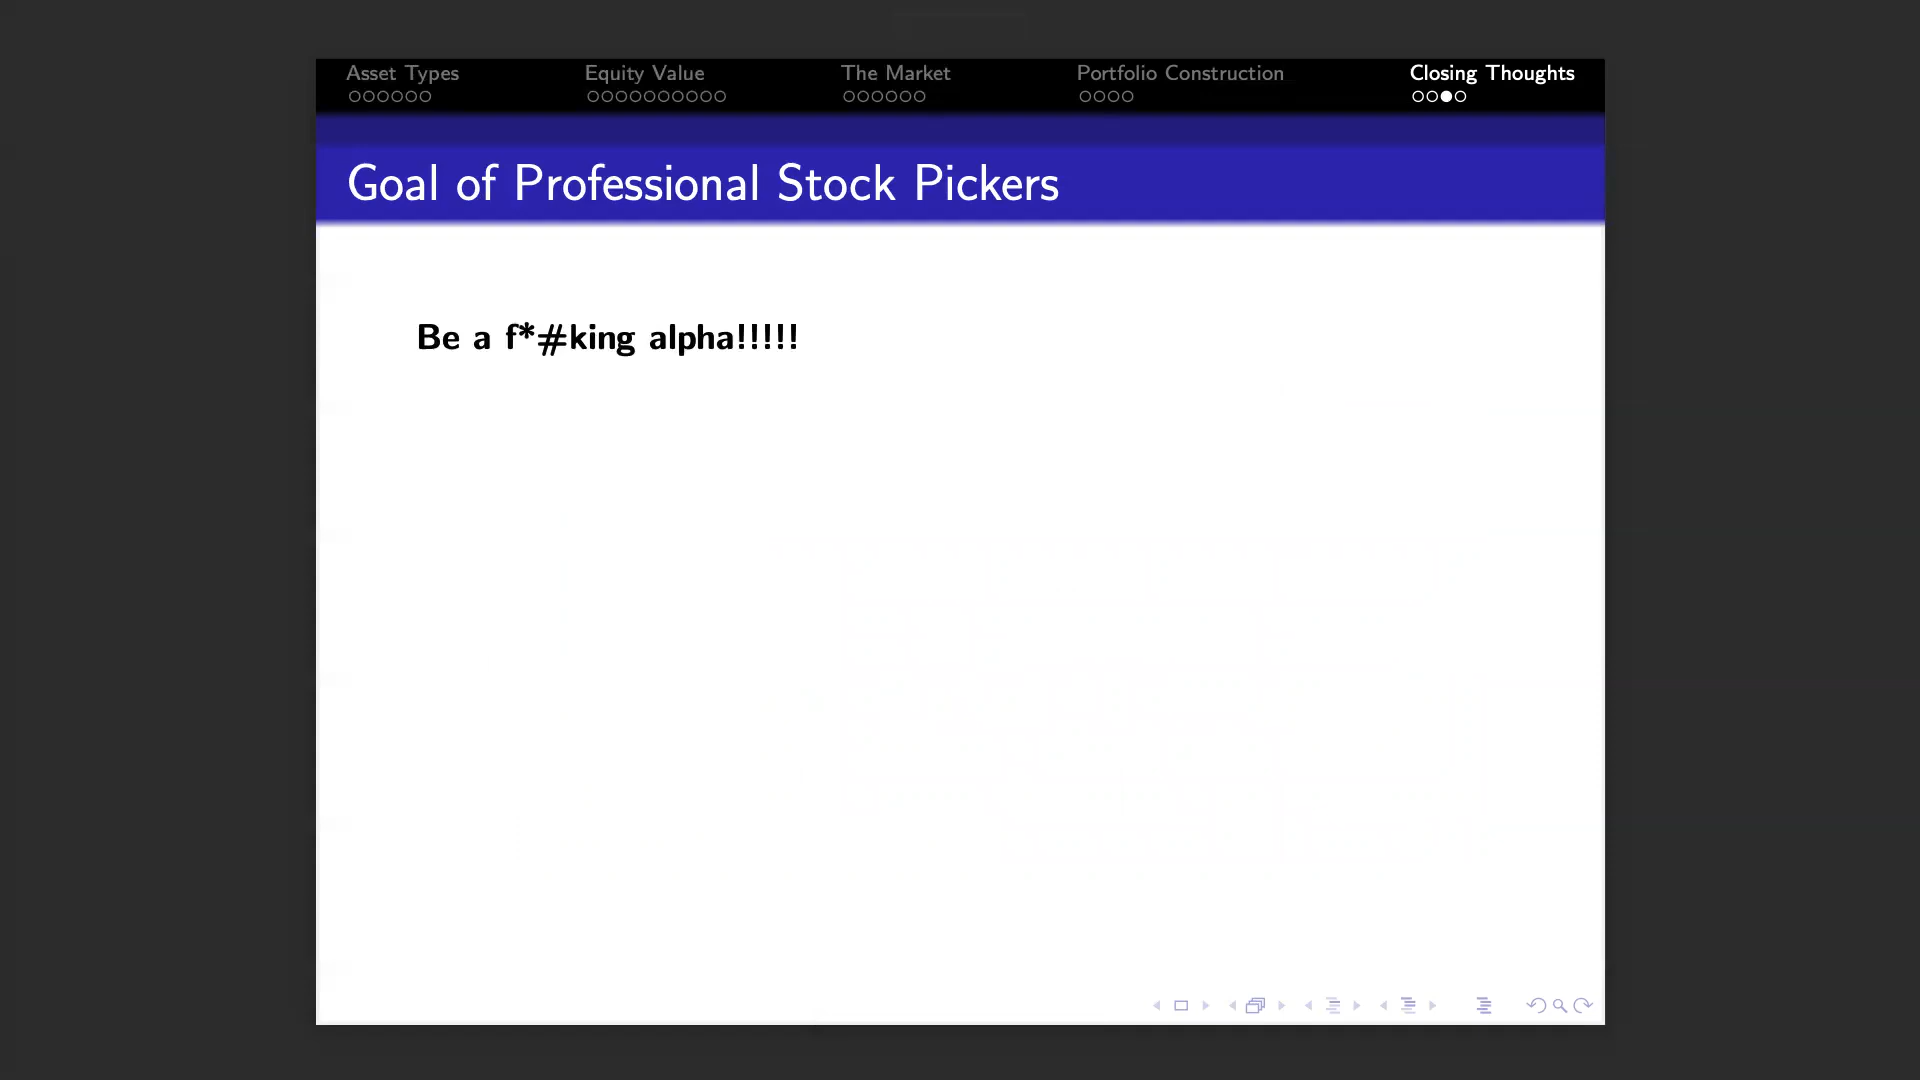 Asset Types Equity Value The Market Portfolio Construction Closing Thoughts
Goal of Professional Stock Pickers
Be a f*#king alpha!!!!!